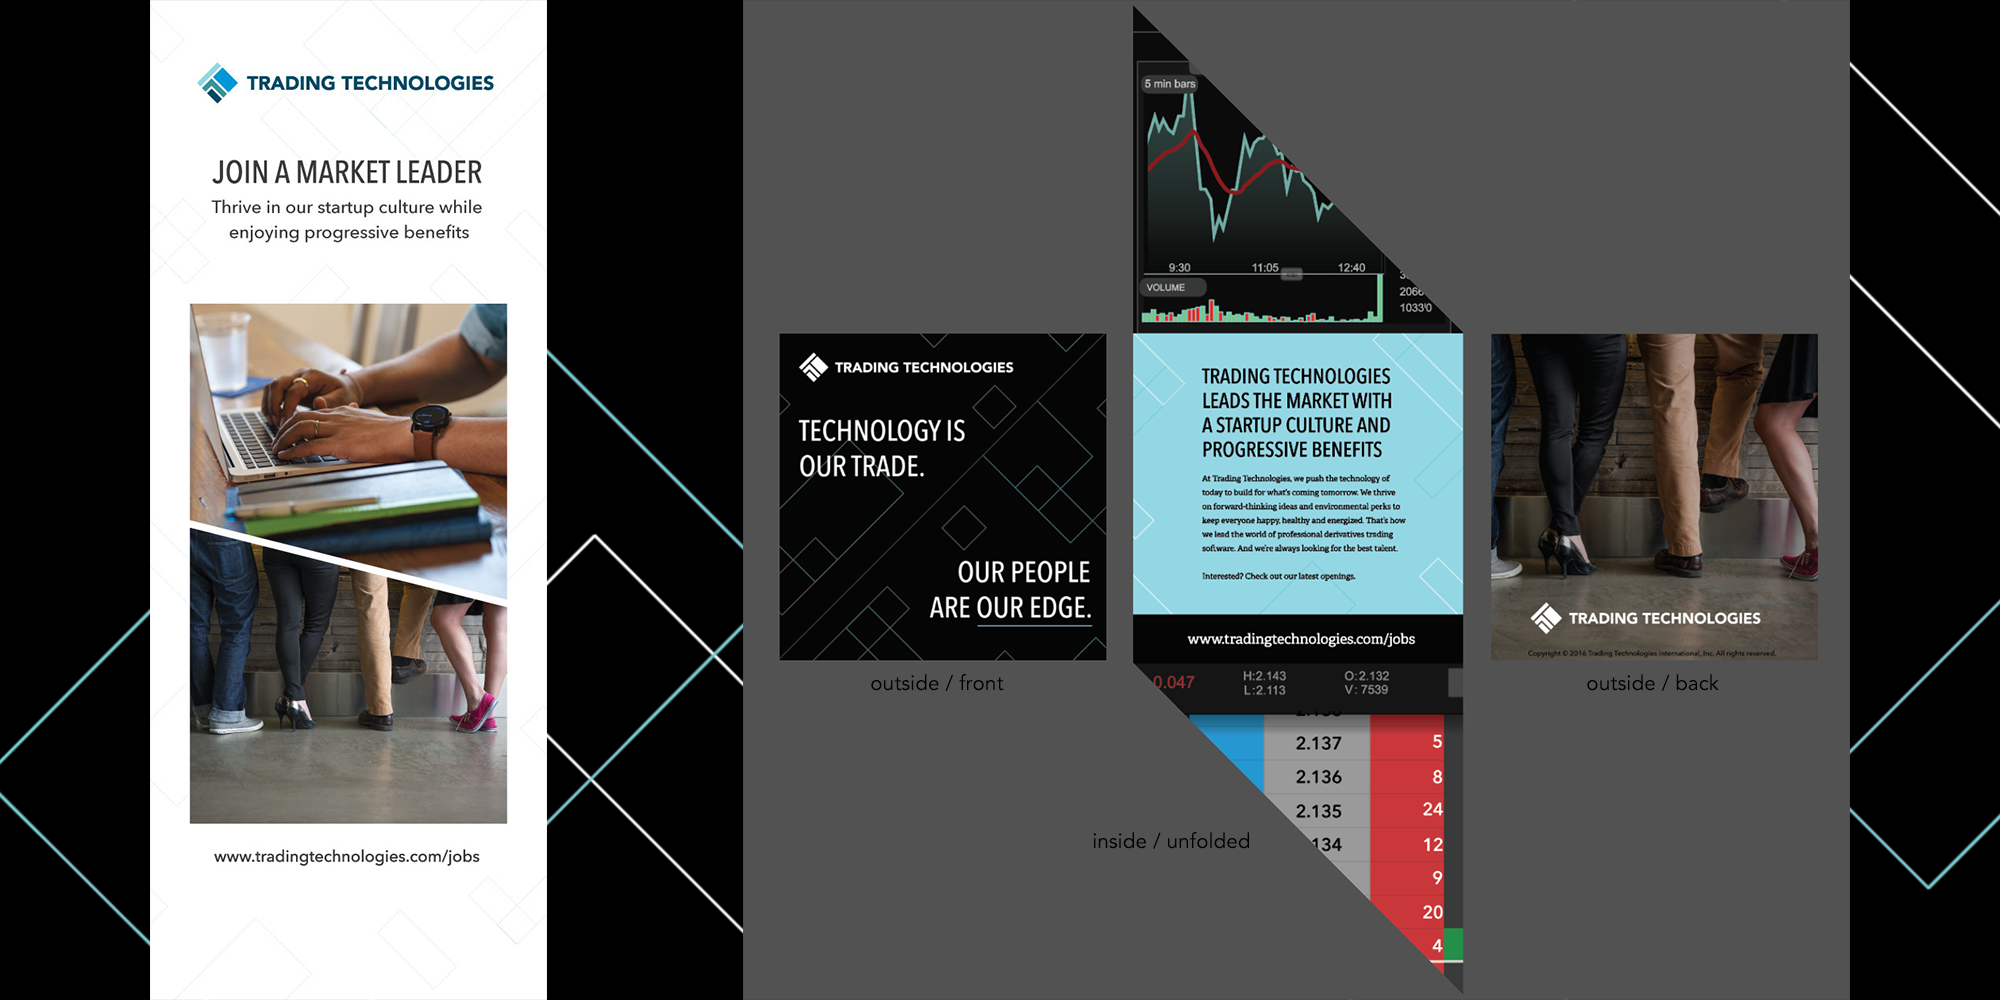 TRADING TECHNOLOGIES
JOIN A MARKET LEADER
Thrive in our startup culture while
enjoying progressive benefits
www.tradingtechnologies.com/jobs
TRADING TECHNOLOGIES
TECHNOLOGY IS
OUR TRADE.
OUR PEOPLE
ARE OUR EDGE.
outside / front
5 min bars
9:30 11:05 12:40
VOLUME
2066
1033'0
TRADING TECHNOLOGIES
LEADS THE MARKET WITH
A STARTUP CULTURE AND
PROGRESSIVE BENEFITS
At Trading Technologies, we push the technology of
today to build for what's coming tomorrow. We thrive
on forward-thinking ideas and environmental perks to
keep everyone happy, healthy and energized. That's how
we lead the world of professional derivatives trading
software. And we're always looking for the best talent.
Interested? Check out our latest openings.
www.tradingtechnologies.com/jobs
0.047 H:2.143 O:2.132
L:2.113 V: 7539
2.137 5
2.136 8
2.135 24
134 12
9
20
4
inside / unfolded
TRADING TECHNOLOGIES
Copyright © 2016 Trading Technologies International, Inc. All rights reserved.
outside / back